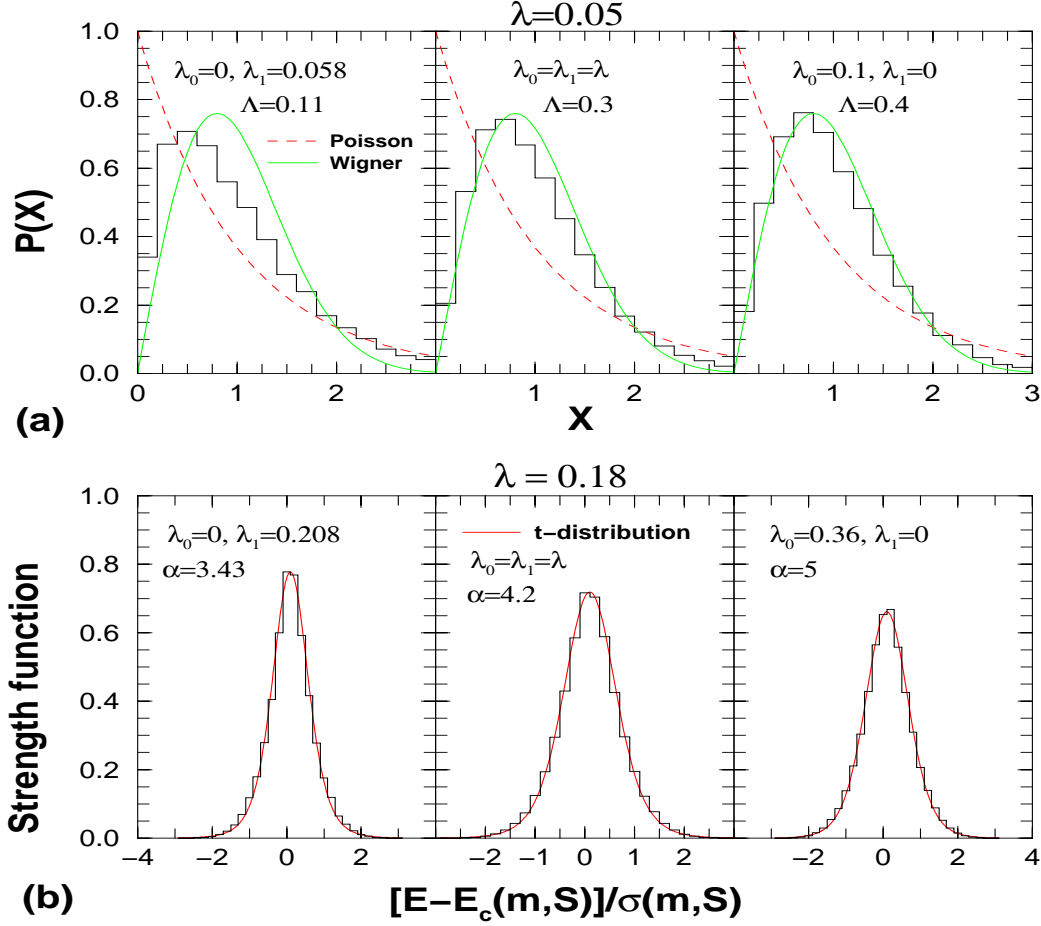 λ=0.05
1.0
0.8
0.6
0.4
0.2
0.0
P(X)
λ₀=0, λ₁=0.058
Λ=0.11
Poisson
Wigner
λ₀=λ₁=λ
Λ=0.3
λ₀=0.1, λ₁=0
Λ=0.4
0 1 2 1 2 1 2 3
X
(a)
λ = 0.18
1.0
0.8
0.6
0.4
0.2
0.0
Strength function
λ₀=0, λ₁=0.208
α=3.43
t−distribution
λ₀=λ₁=λ
α=4.2
λ₀=0.36, λ₁=0
α=5
−4 −2 0 2 −2 −1 0 1 2 −2 0 2 4
[E−E_c(m,S)]/σ(m,S)
(b)